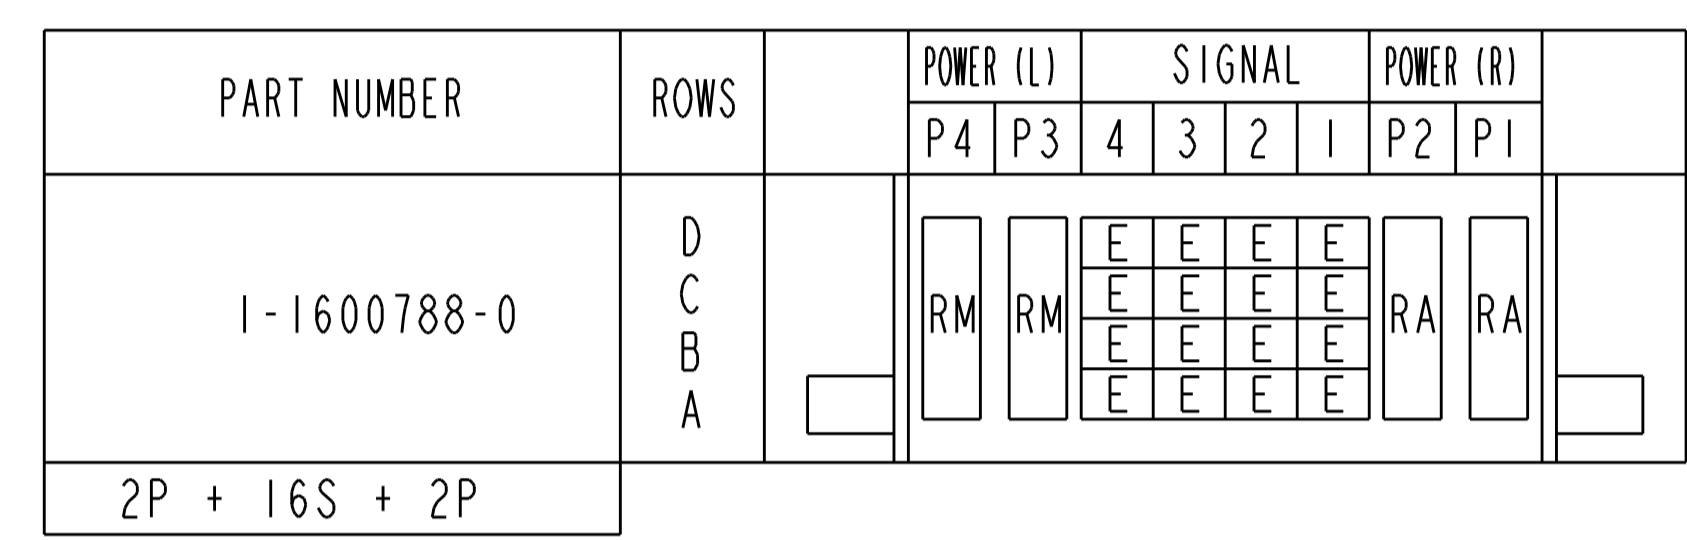 PART NUMBER ROWS POWER (L) SIGNAL POWER (R)
P4 P3 4 3 2 1 P2 P1
1-1600788-0
D E E E E
C E E E E
RM RM RA RA
B E E E E
A E E E E
2P + 16S + 2P